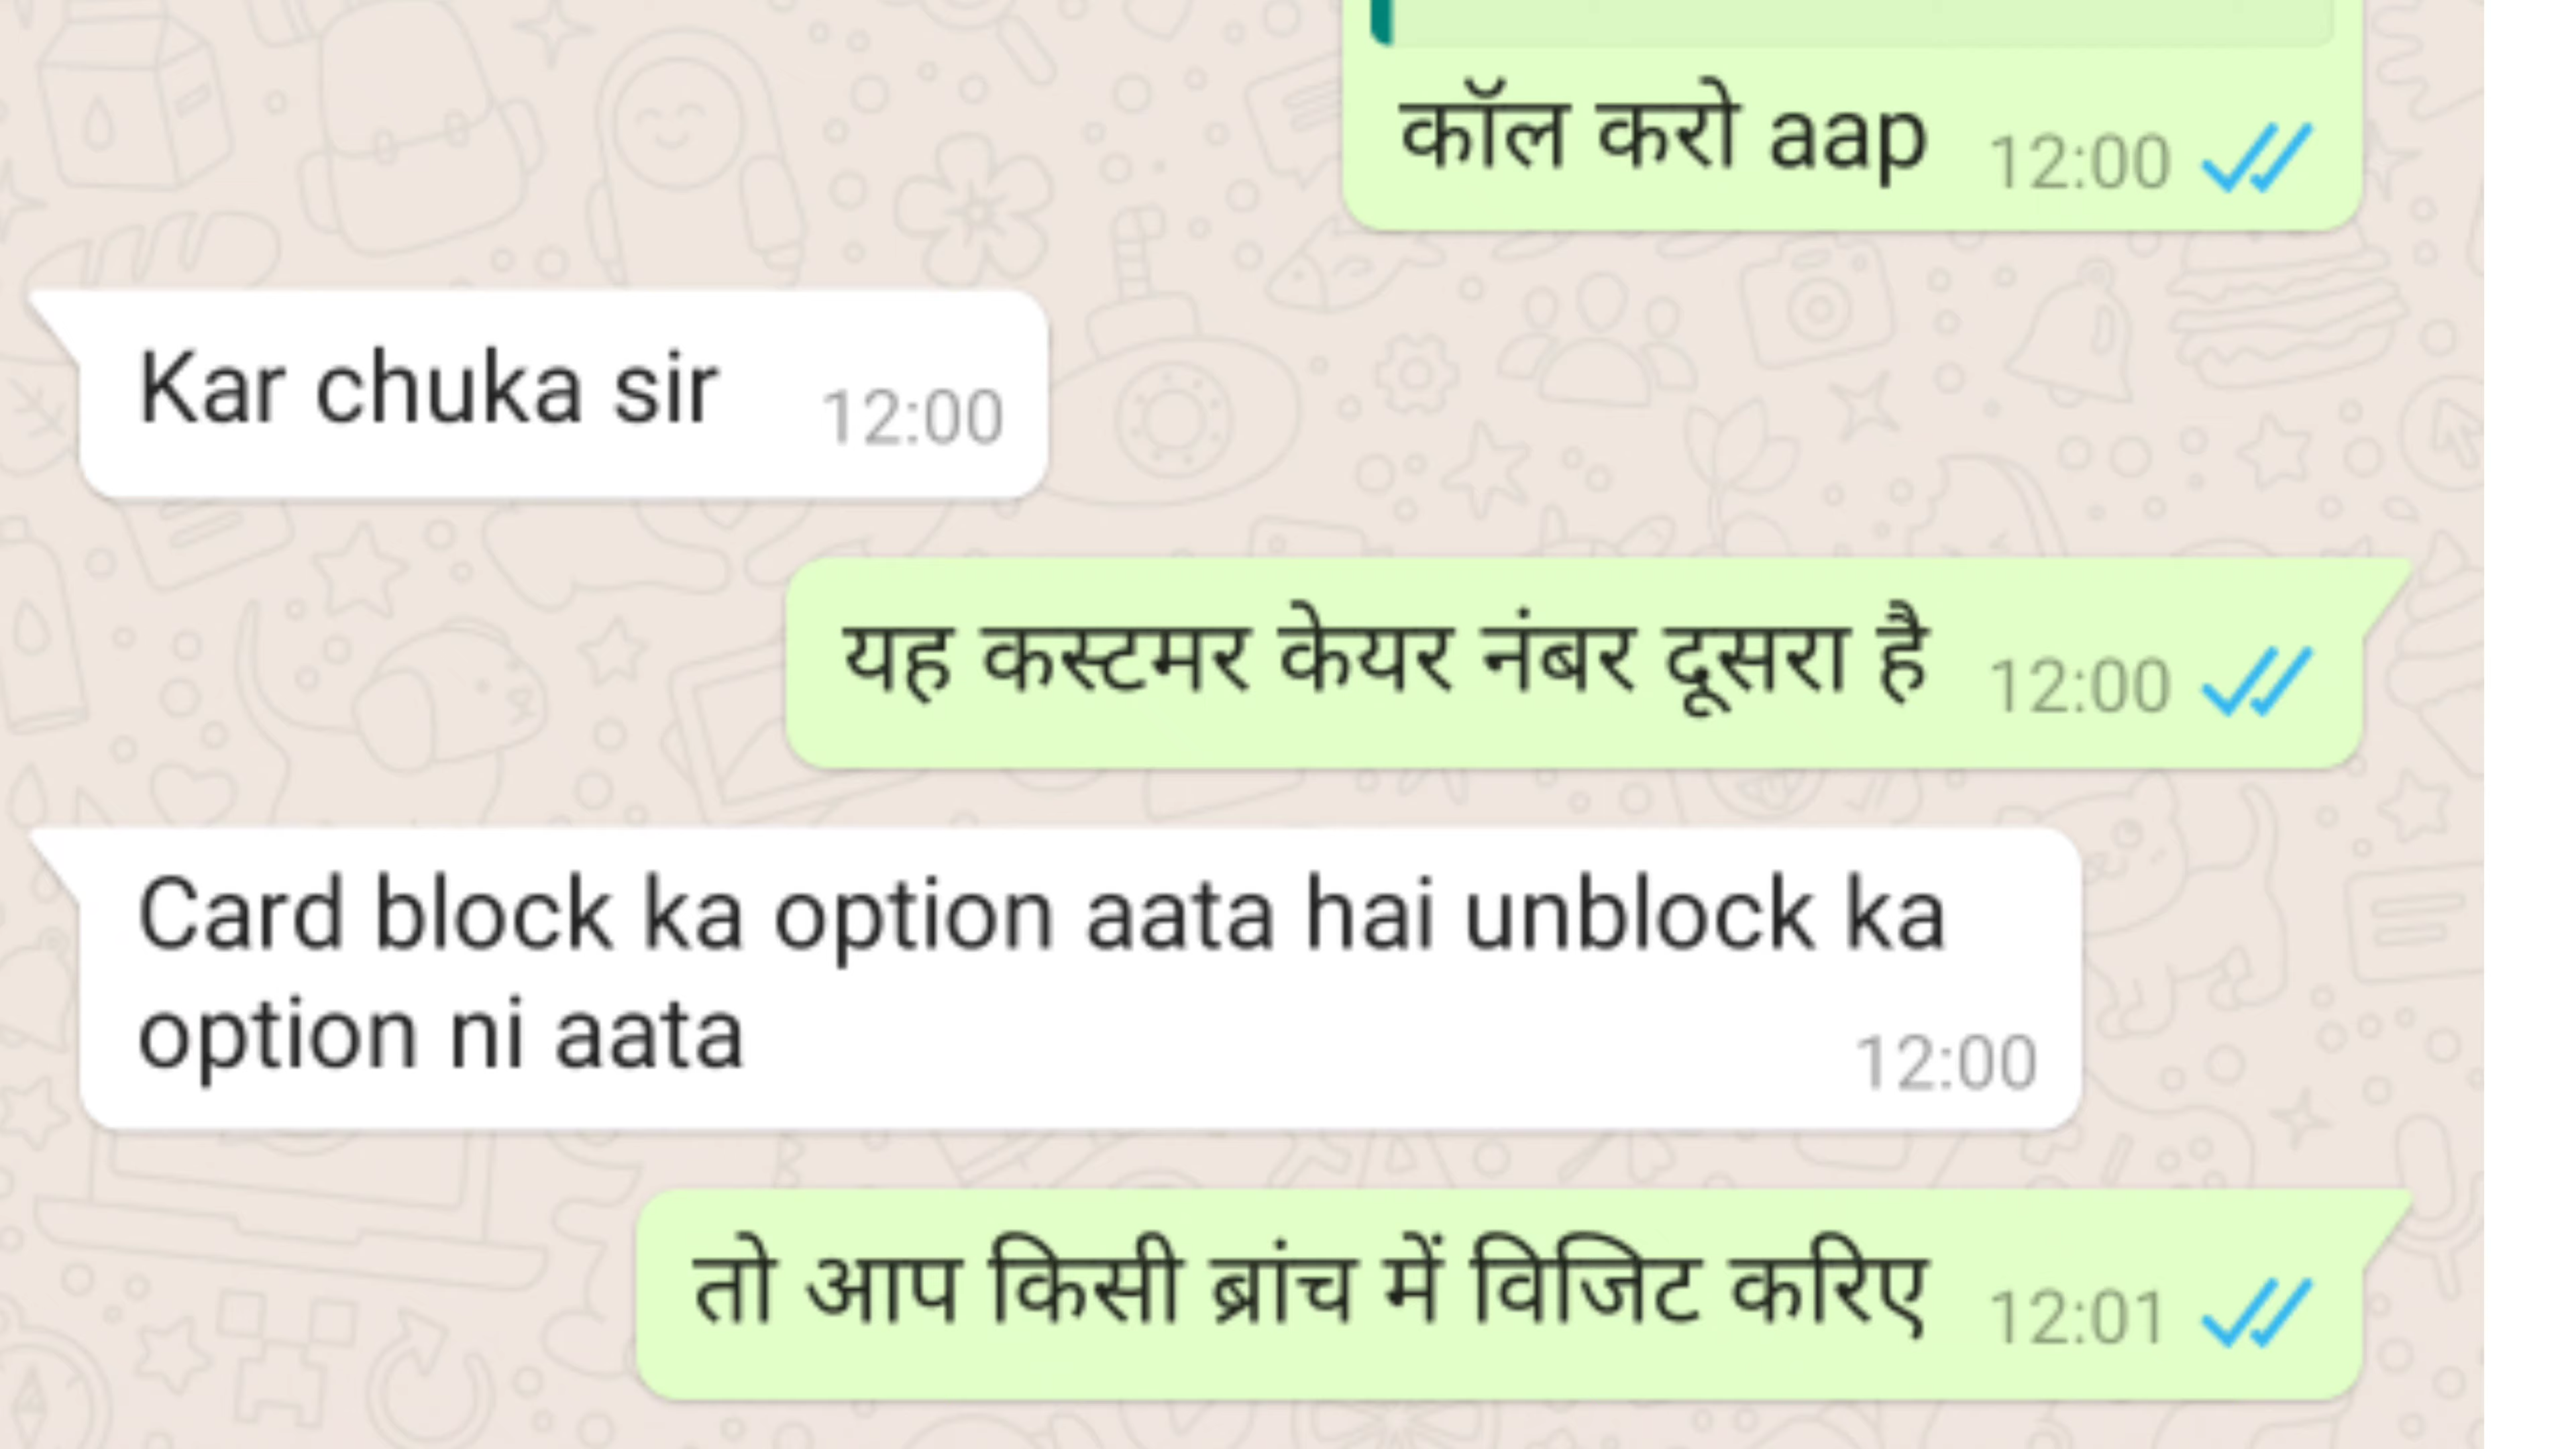 कॉल करो aap 12:00
Kar chuka sir 12:00
यह कस्टमर केयर नंबर दूसरा है 12:00
Card block ka option aata hai unblock ka
option ni aata 12:00
तो आप किसी ब्रांच में विजिट करिए 12:01